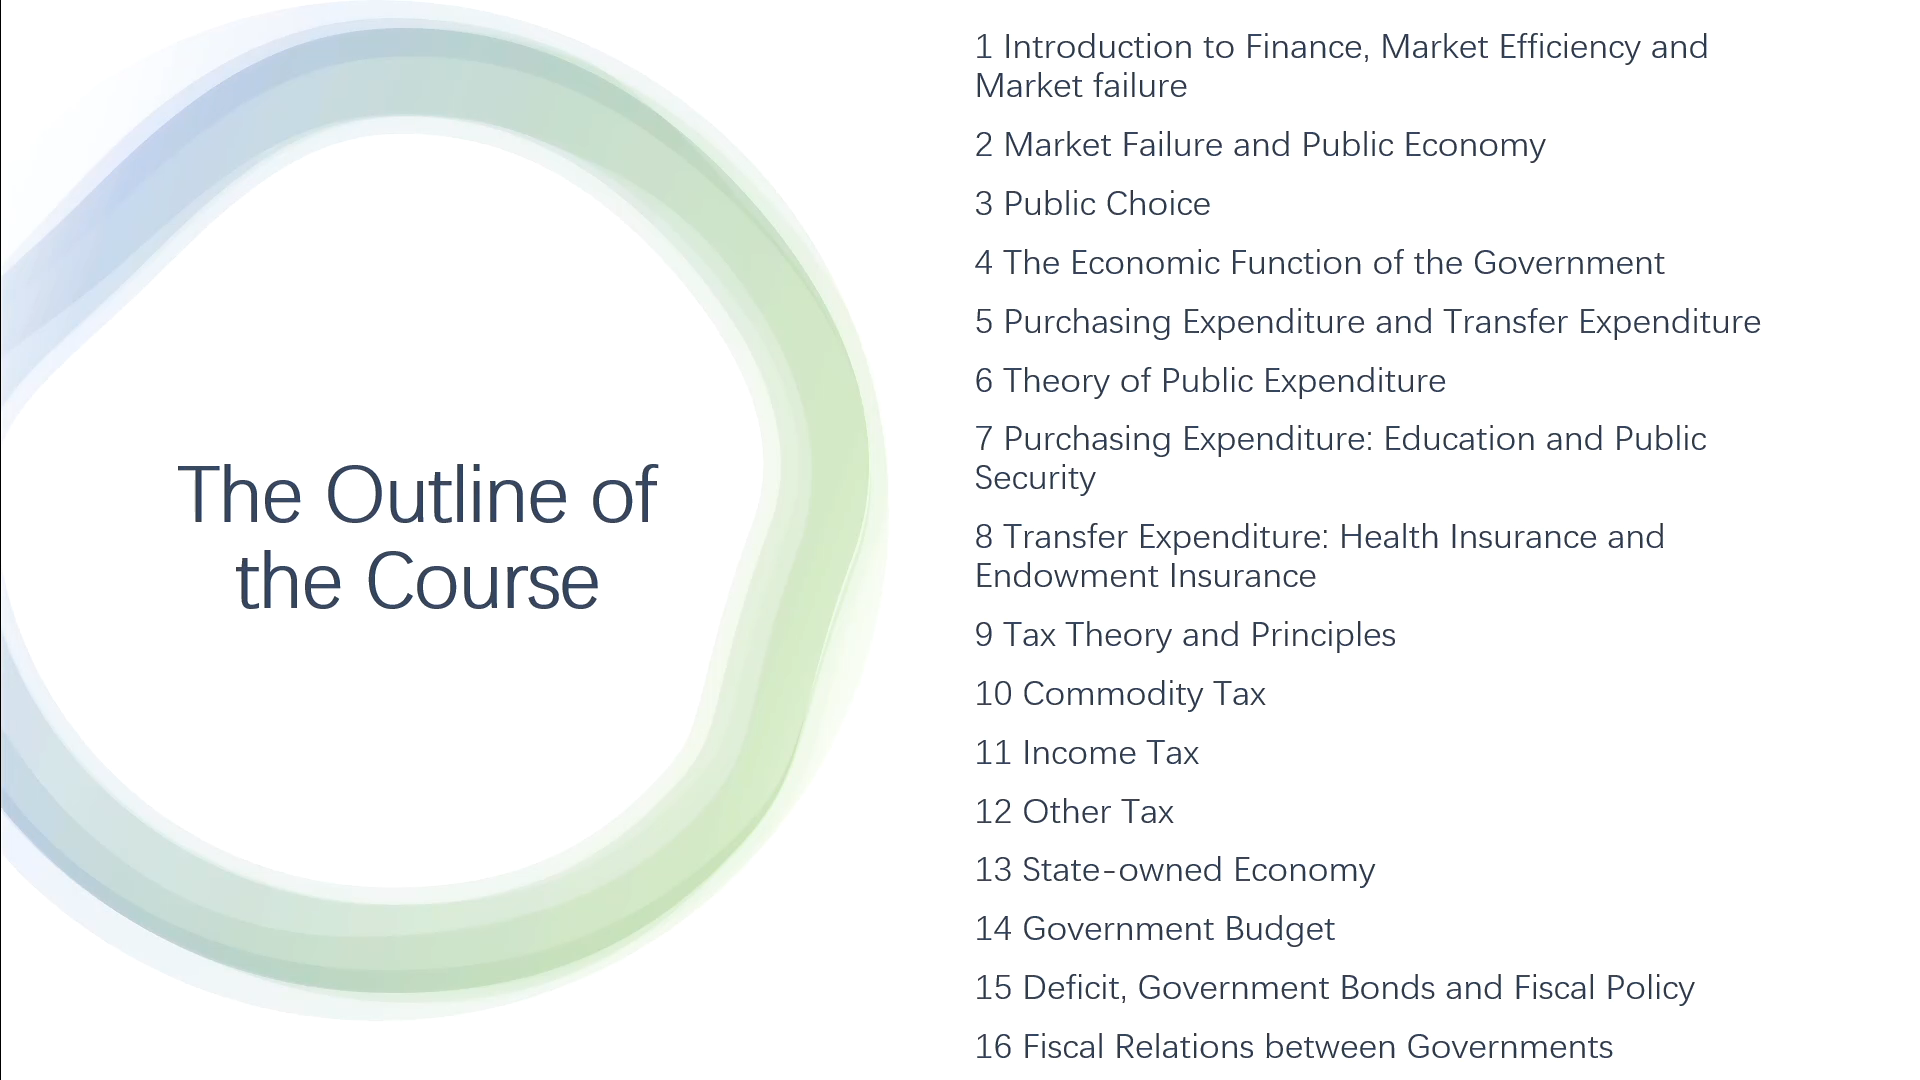 The Outline of
the Course
1 Introduction to Finance, Market Efficiency and
Market failure
2 Market Failure and Public Economy
3 Public Choice
4 The Economic Function of the Government
5 Purchasing Expenditure and Transfer Expenditure
6 Theory of Public Expenditure
7 Purchasing Expenditure: Education and Public
Security
8 Transfer Expenditure: Health Insurance and
Endowment Insurance
9 Tax Theory and Principles
10 Commodity Tax
11 Income Tax
12 Other Tax
13 State-owned Economy
14 Government Budget
15 Deficit, Government Bonds and Fiscal Policy
16 Fiscal Relations between Governments